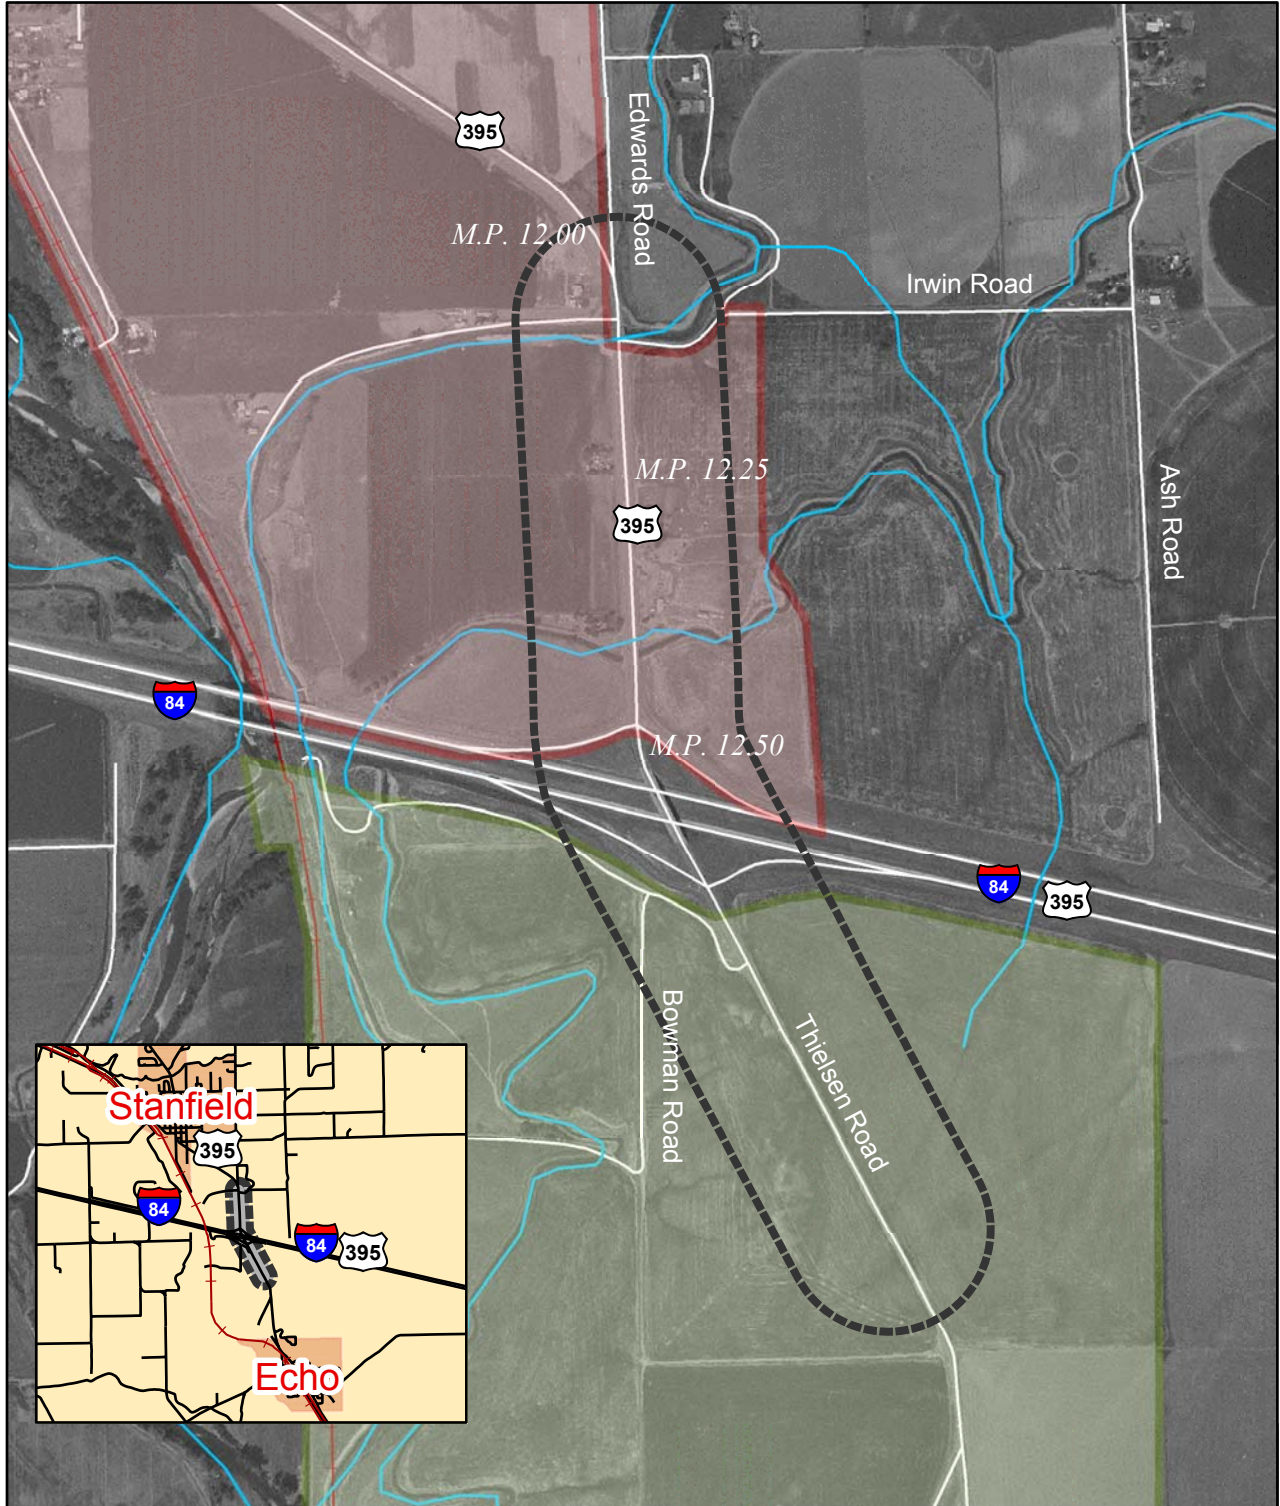 395
Edwards Road
M.P. 12.00
Irwin Road
M.P. 12.25
395
Ash Road
84
M.P. 12.50
84
395
Bowman Road
Thielsen Road
Stanfield
395
84
84
395
Echo